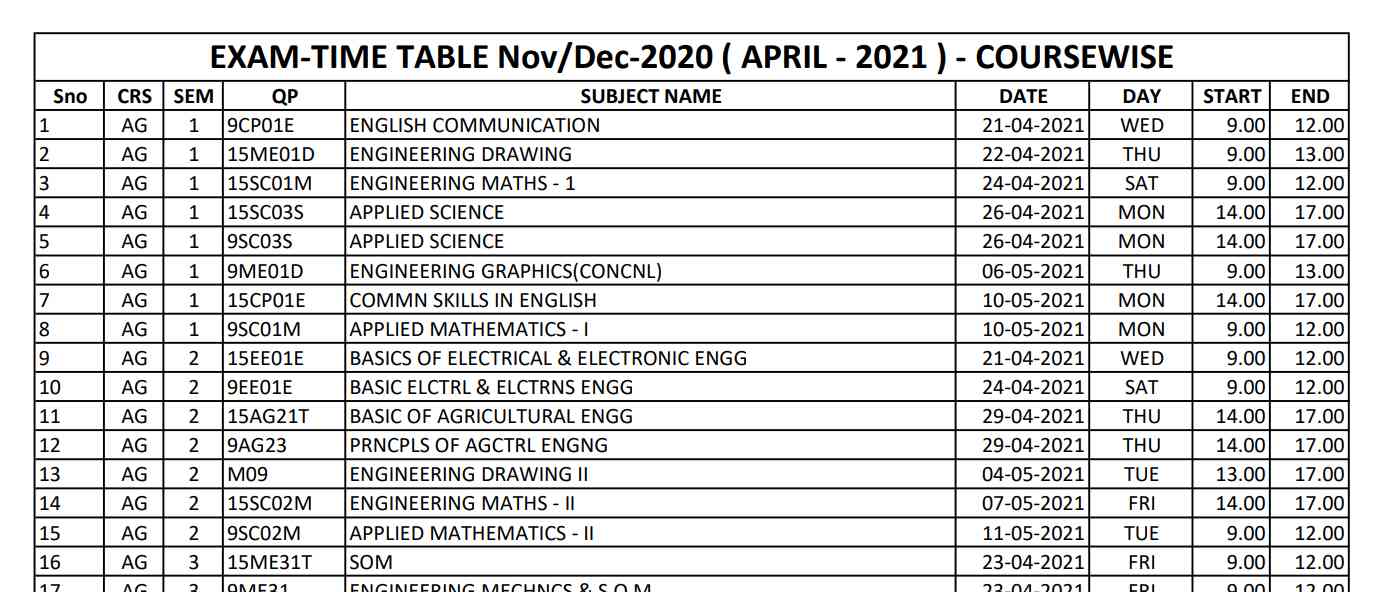 EXAM-TIME TABLE Nov/Dec-2020 ( APRIL - 2021 ) - COURSEWISE
Sno CRS SEM QP SUBJECT NAME DATE DAY START END
1 AG 1 9CP01E ENGLISH COMMUNICATION 21-04-2021 WED 9.00 12.00
2 AG 1 15ME01D ENGINEERING DRAWING 22-04-2021 THU 9.00 13.00
3 AG 1 15SC01M ENGINEERING MATHS - 1 24-04-2021 SAT 9.00 12.00
4 AG 1 15SC03S APPLIED SCIENCE 26-04-2021 MON 14.00 17.00
5 AG 1 9SC03S APPLIED SCIENCE 26-04-2021 MON 14.00 17.00
6 AG 1 9ME01D ENGINEERING GRAPHICS(CONCNL) 06-05-2021 THU 9.00 13.00
7 AG 1 15CP01E COMMN SKILLS IN ENGLISH 10-05-2021 MON 14.00 17.00
8 AG 1 9SC01M APPLIED MATHEMATICS - I 10-05-2021 MON 9.00 12.00
9 AG 2 15EE01E BASICS OF ELECTRICAL & ELECTRONIC ENGG 21-04-2021 WED 9.00 12.00
10 AG 2 9EE01E BASIC ELCTRL & ELCTRNS ENGG 24-04-2021 SAT 9.00 12.00
11 AG 2 15AG21T BASIC OF AGRICULTURAL ENGG 29-04-2021 THU 14.00 17.00
12 AG 2 9AG23 PRNCPLS OF AGCTRL ENGNG 29-04-2021 THU 14.00 17.00
13 AG 2 M09 ENGINEERING DRAWING II 04-05-2021 TUE 13.00 17.00
14 AG 2 15SC02M ENGINEERING MATHS - II 07-05-2021 FRI 14.00 17.00
15 AG 2 9SC02M APPLIED MATHEMATICS - II 11-05-2021 TUE 9.00 12.00
16 AG 3 15ME31T SOM 23-04-2021 FRI 9.00 12.00
17 AG 3 9ME31 ENGINEERING MECHNCS & S.O.M 23-04-2021 FRI 9.00 12.00